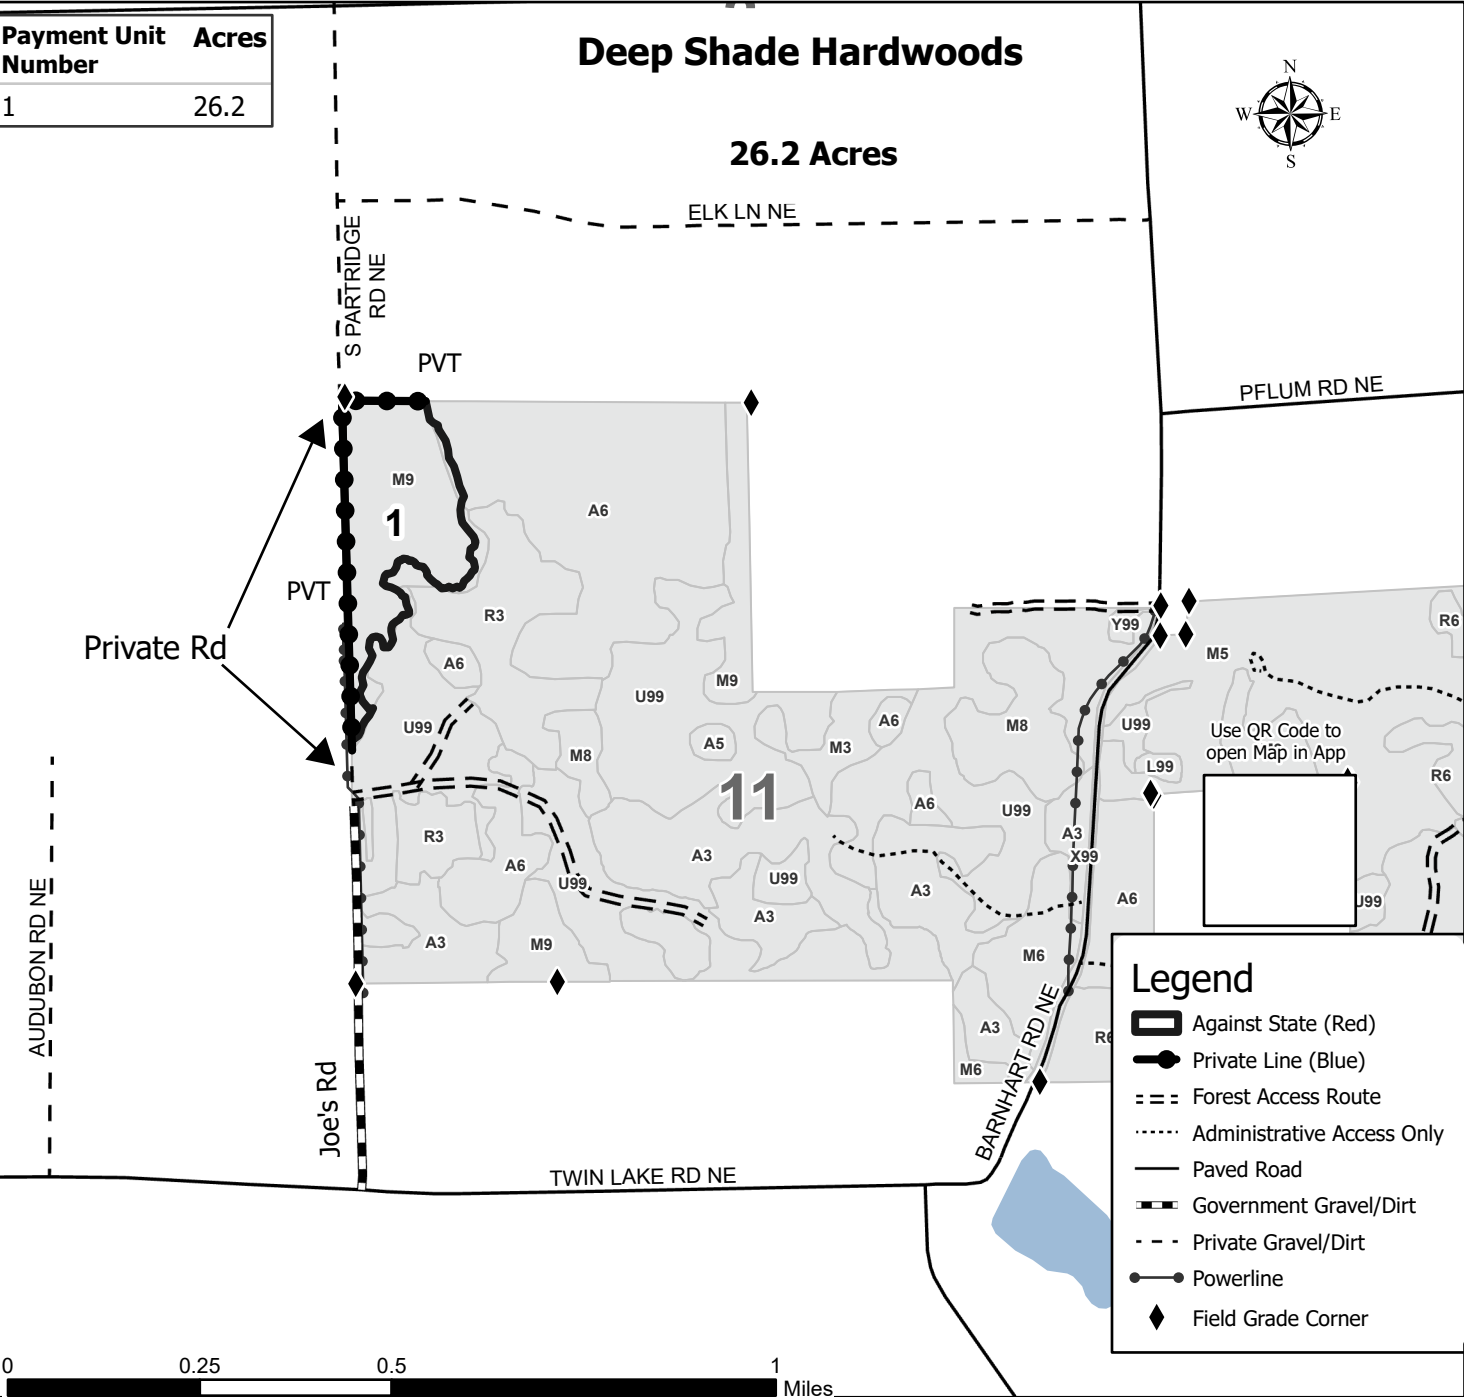 Payment Unit Number Acres
1 26.2
Deep Shade Hardwoods
26.2 Acres
N
W E
S
ELK LN NE
S PARTRIDGE
RD NE
PVT
PFLUM RD NE
M9
1
A6
PVT
R3
Private Rd
Y99
R6
M5
A6
M9
U99
U99
A6
M8
U99
M8
A5
M3
Use QR Code to
open Map in App
L99
R6
11
A6
U99
R3
A3
X99
A3
A6
U99
U99
A3
A6
U99
A3
A3
M9
M6
AUDUBON RD NE
A3
R6
M6
BARNHART RD NE
Joe's Rd
TWIN LAKE RD NE
Legend
Against State (Red)
Private Line (Blue)
Forest Access Route
Administrative Access Only
Paved Road
Government Gravel/Dirt
Private Gravel/Dirt
Powerline
Field Grade Corner
0 0.25 0.5 1
Miles